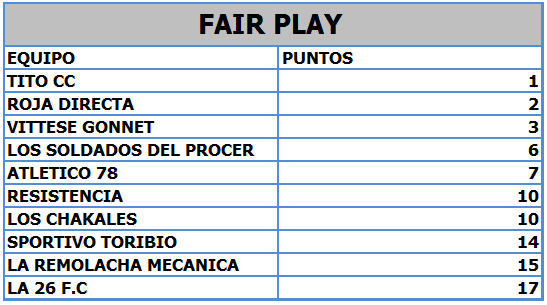 FAIR PLAY
EQUIPO PUNTOS
TITO CC 1
ROJA DIRECTA 2
VITTESE GONNET 3
LOS SOLDADOS DEL PROCER 6
ATLETICO 78 7
RESISTENCIA 10
LOS CHAKALES 10
SPORTIVO TORIBIO 14
LA REMOLACHA MECANICA 15
LA 26 F.C 17